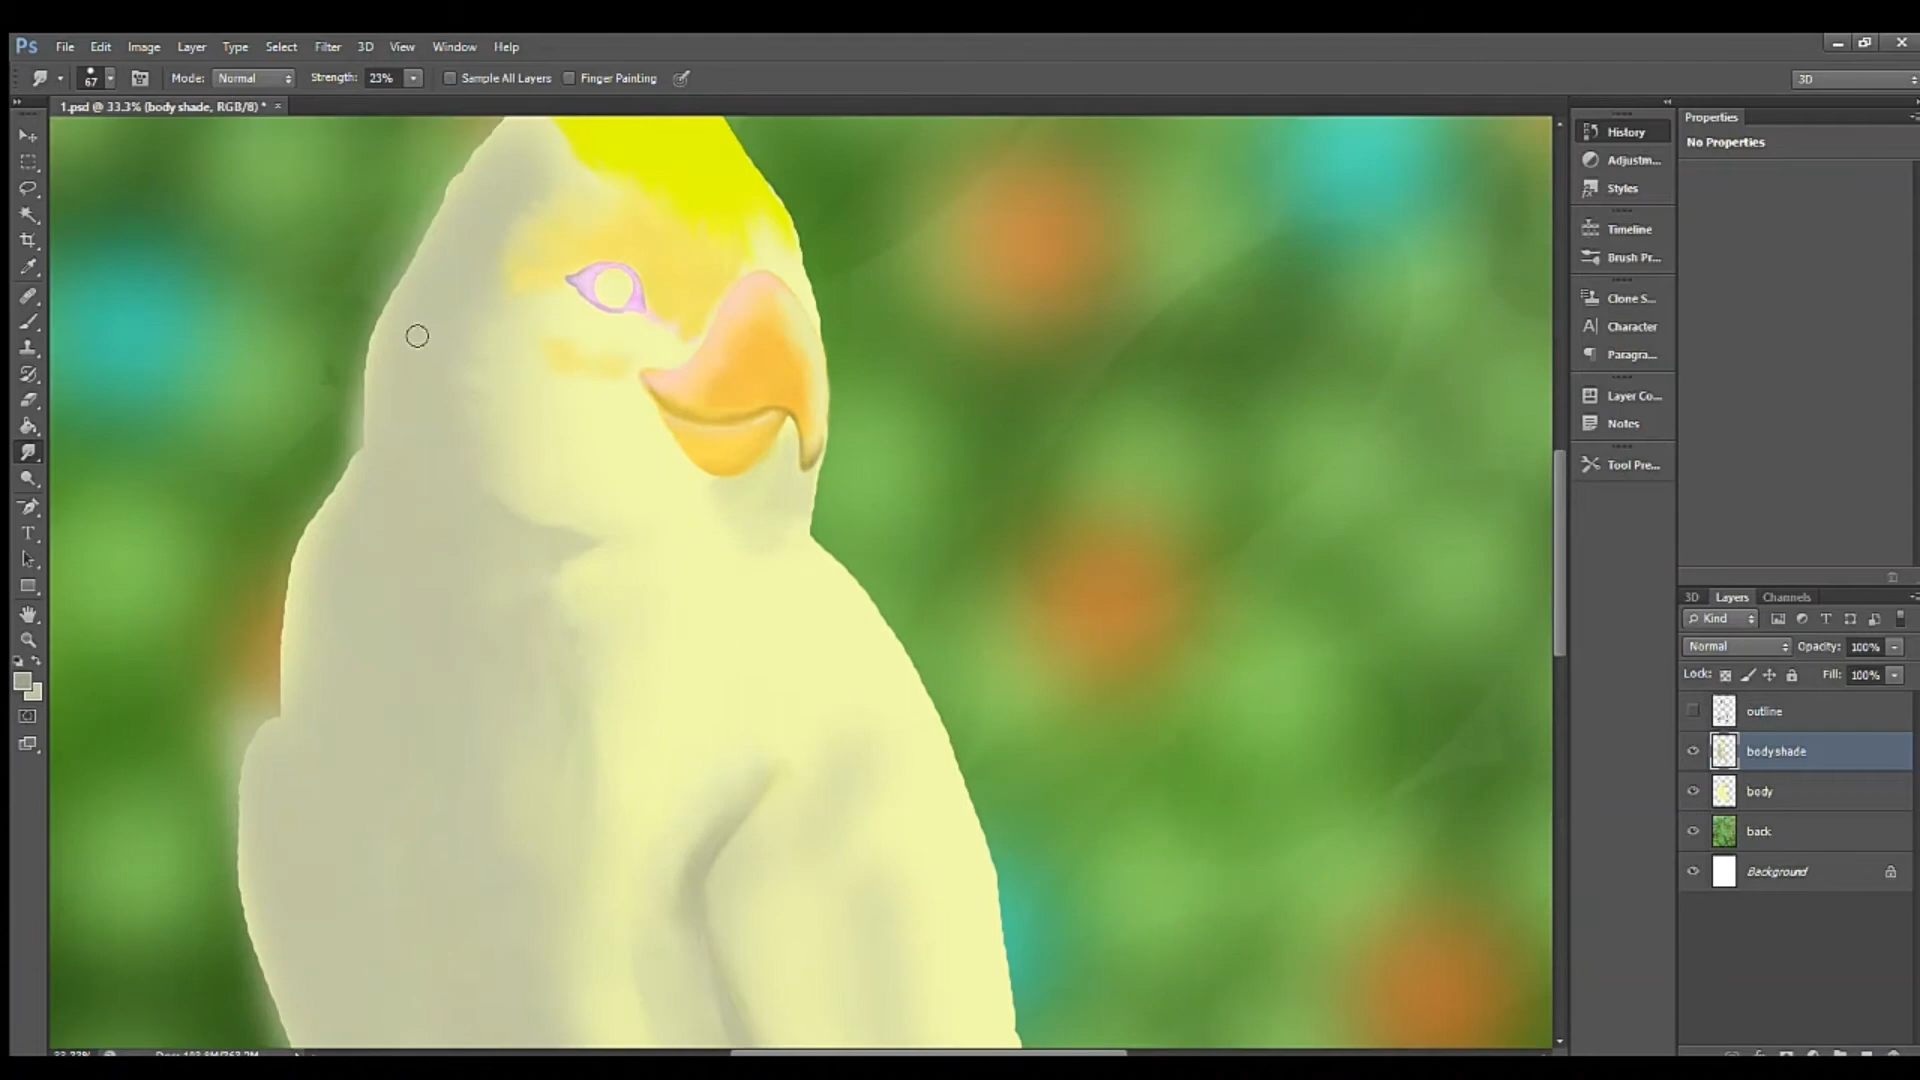 Ps File Edit Image Layer Type Select Filter 3D View Window Help
67 Mode: Normal Strength: 23% Sample All Layers Finger Painting 3D
1.psd @ 33.3% (body shade, RGB/8) * ×
History
Adjustm...
Styles
Timeline
Brush Pr...
Clone S...
Character
Paragra...
Layer Co...
Notes
Tool Pre...
Properties
No Properties
3D Layers Channels
Kind
Normal Opacity: 100%
Lock: Fill: 100%
outline
body shade
body
back
Background